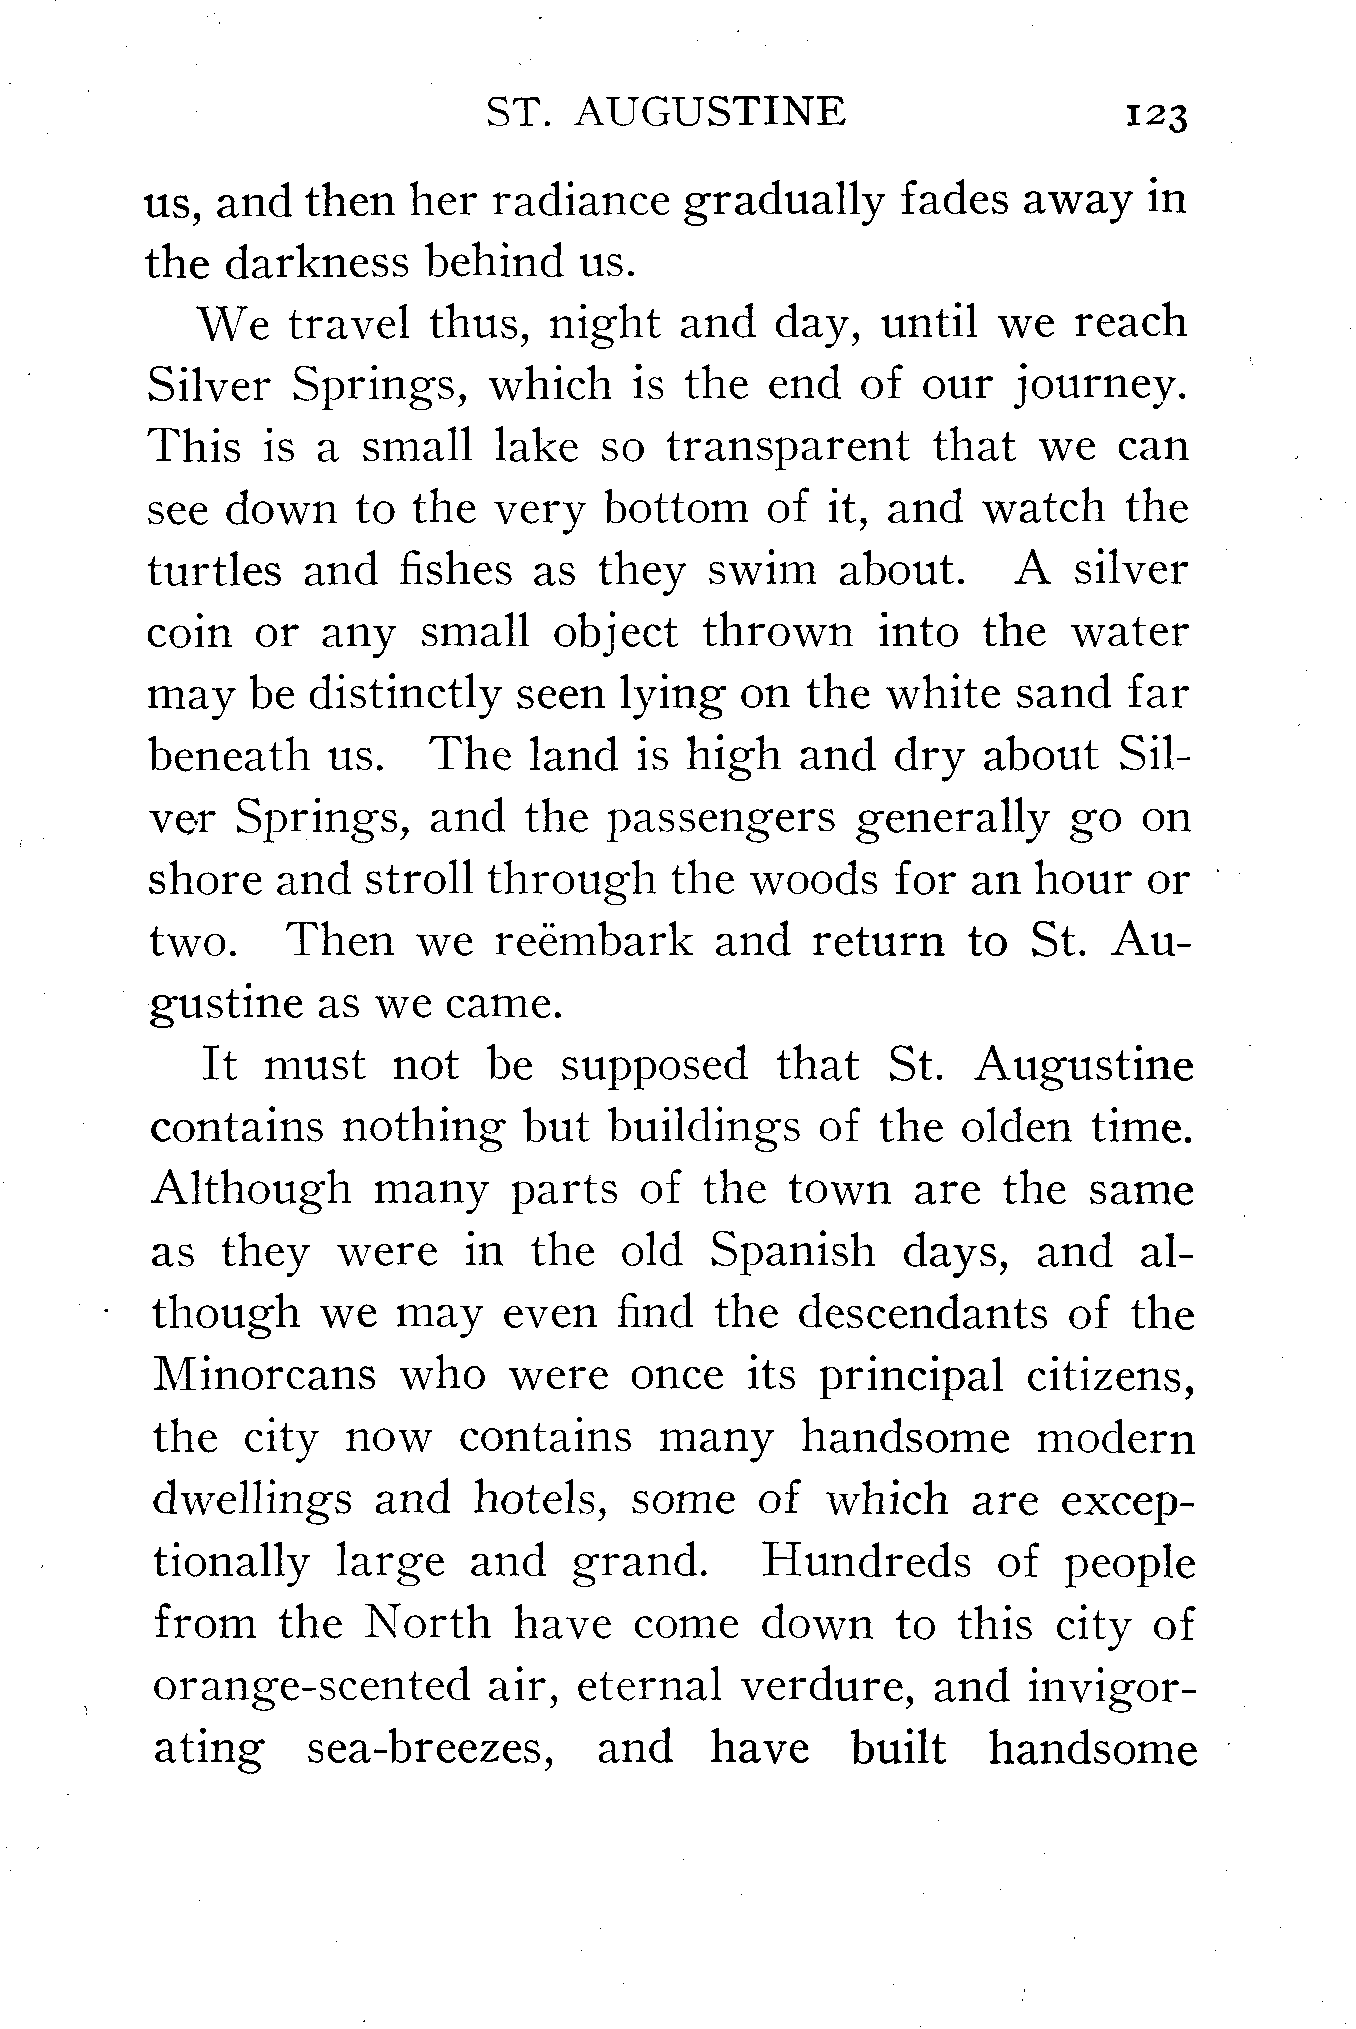 ST. AUGUSTINE 123
us, and then her radiance gradually fades away in
the darkness behind us.
We travel thus, night and day, until we reach
Silver Springs, which is the end of our journey.
This is a small lake so transparent that we can
see down to the very bottom of it, and watch the
turtles and fishes as they swim about. A silver
coin or any small object thrown into the water
may be distinctly seen lying on the white sand far
beneath us. The land is high and dry about Sil-
ver Springs, and the passengers generally go on
shore and stroll through the woods for an hour or
two. Then we reëmbark and return to St. Au-
gustine as we came.
It must not be supposed that St. Augustine
contains nothing but buildings of the olden time.
Although many parts of the town are the same
as they were in the old Spanish days, and al-
though we may even find the descendants of the
Minorcans who were once its principal citizens,
the city now contains many handsome modern
dwellings and hotels, some of which are excep-
tionally large and grand. Hundreds of people
from the North have come down to this city of
orange-scented air, eternal verdure, and invigor-
ating sea-breezes, and have built handsome